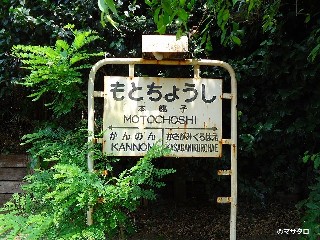 もとちょうし
本銚子
MOTOCHOSHI
かんのん かさがみくろはえ
KANNON KASAGAMIKUROHAE
©マサタロ